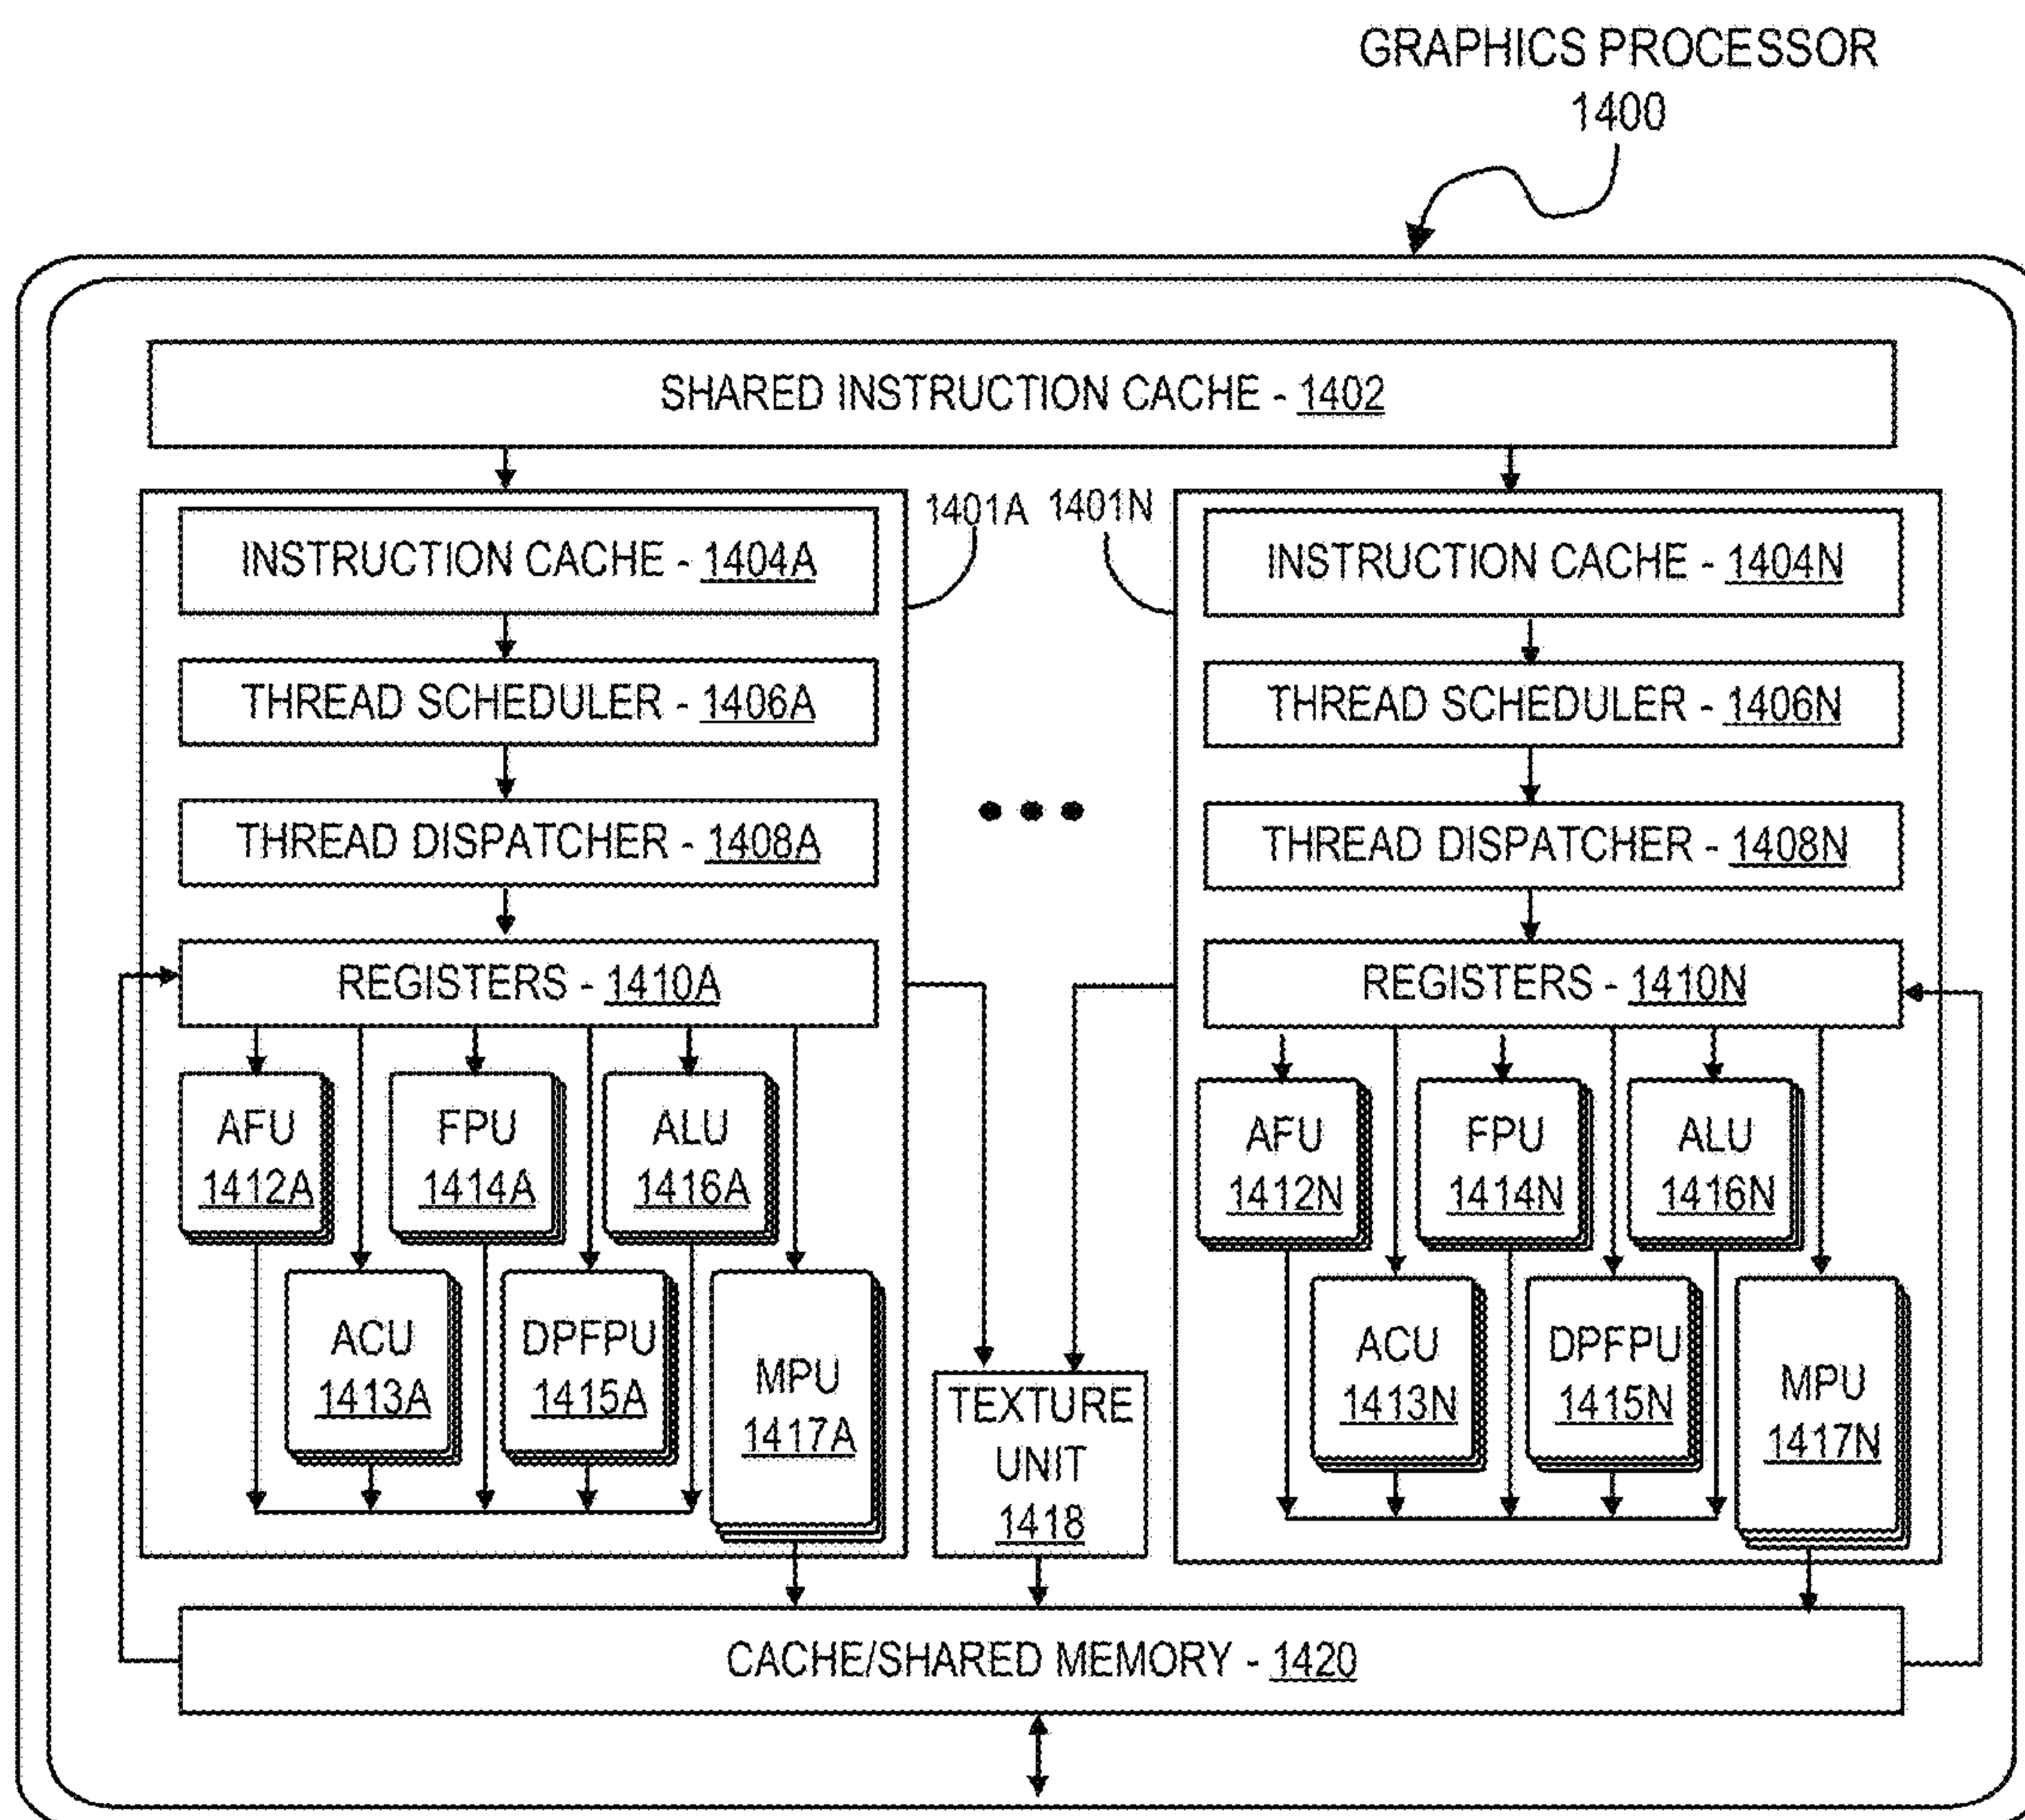 GRAPHICS PROCESSOR
1400
SHARED INSTRUCTION CACHE - 1402
1401A
1401N
INSTRUCTION CACHE - 1404A
THREAD SCHEDULER - 1406A
THREAD DISPATCHER - 1408A
REGISTERS - 1410A
AFU
1412A
FPU
1414A
ALU
1416A
ACU
1413A
DPFPU
1415A
MPU
1417A
TEXTURE
UNIT
1418
INSTRUCTION CACHE - 1404N
THREAD SCHEDULER - 1406N
THREAD DISPATCHER - 1408N
REGISTERS - 1410N
AFU
1412N
FPU
1414N
ALU
1416N
ACU
1413N
DPFPU
1415N
MPU
1417N
CACHE/SHARED MEMORY - 1420